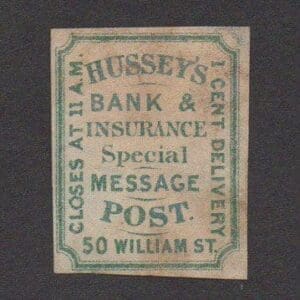 HUSSEY'S
BANK &
INSURANCE
Special
MESSAGE
POST.
50 WILLIAM ST.
CLOSES AT 11 A.M.
1 CENT DELIVERY